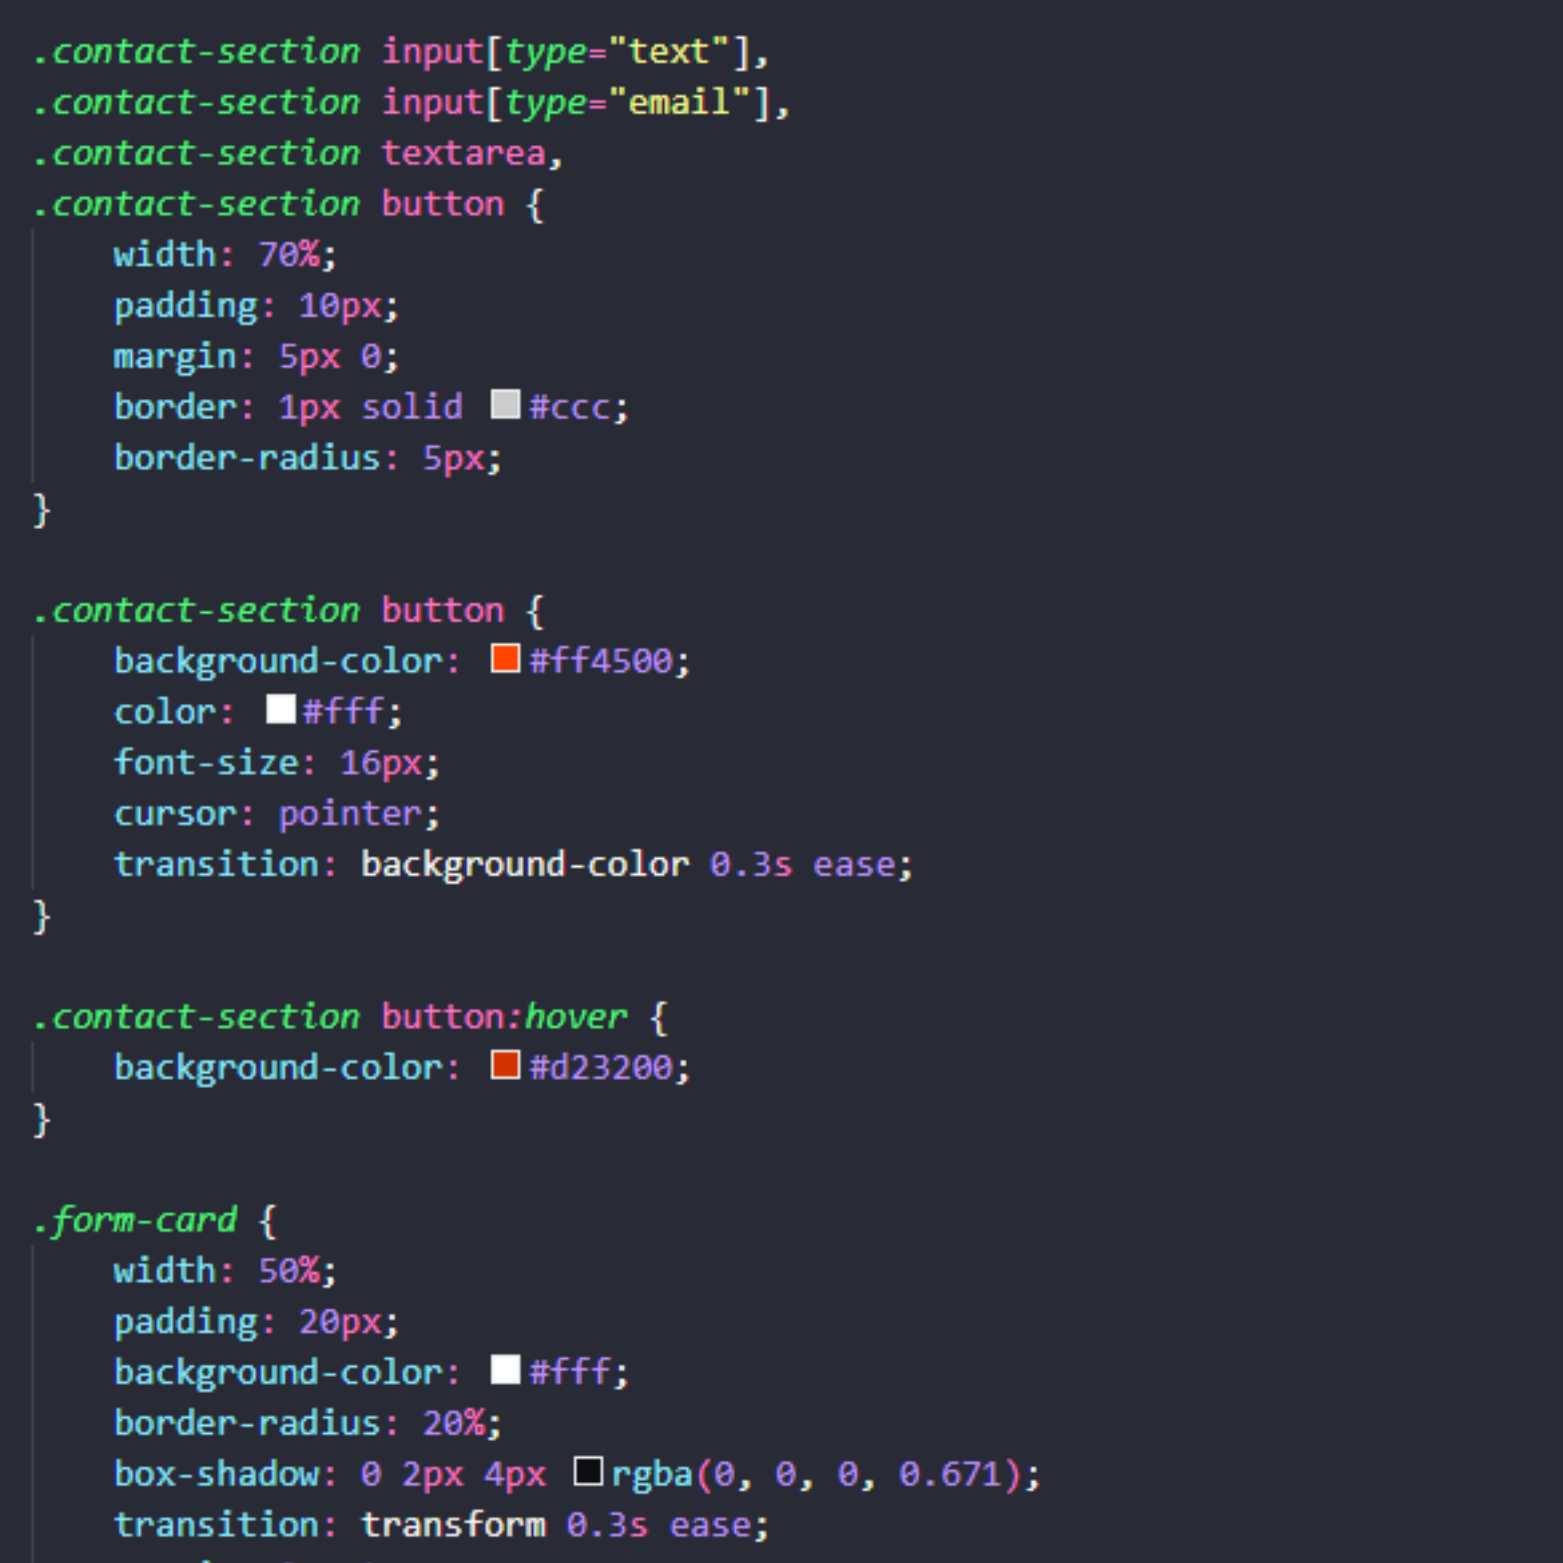 .contact-section input[type="text"],
.contact-section input[type="email"],
.contact-section textarea,
.contact-section button {
    width: 70%;
    padding: 10px;
    margin: 5px 0;
    border: 1px solid #ccc;
    border-radius: 5px;
}

.contact-section button {
    background-color: #ff4500;
    color: #fff;
    font-size: 16px;
    cursor: pointer;
    transition: background-color 0.3s ease;
}

.contact-section button:hover {
    background-color: #d23200;
}

.form-card {
    width: 50%;
    padding: 20px;
    background-color: #fff;
    border-radius: 20%;
    box-shadow: 0 2px 4px rgba(0, 0, 0, 0.671);
    transition: transform 0.3s ease;